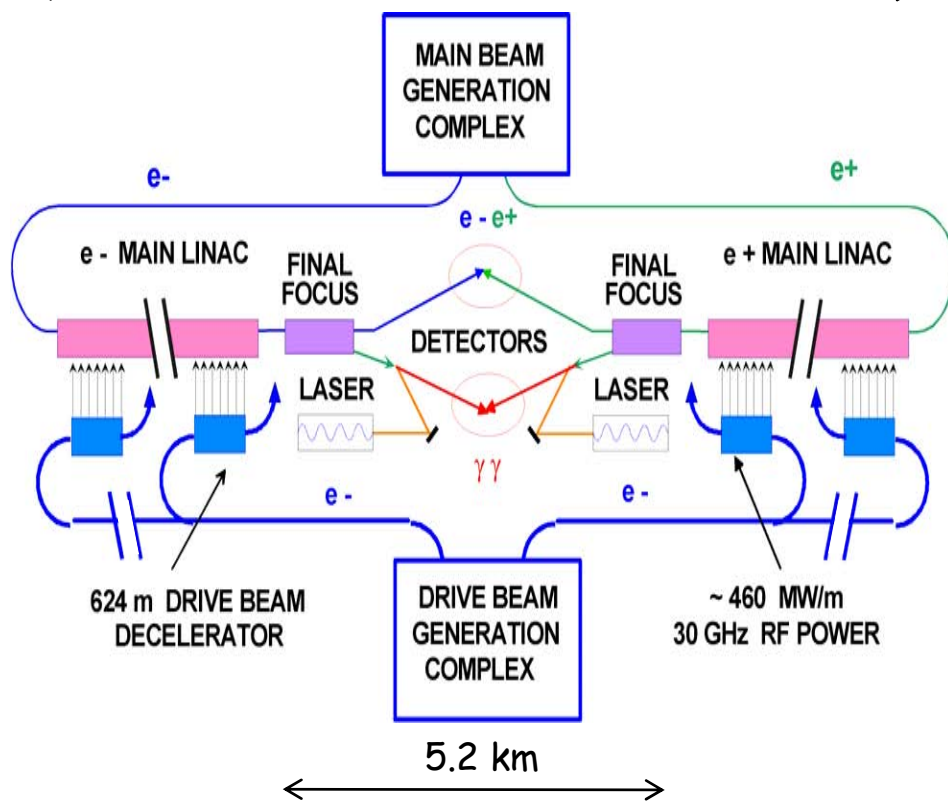 MAIN BEAM
GENERATION
COMPLEX
e-
e+
e - e+
e - MAIN LINAC
FINAL
FOCUS
FINAL
FOCUS
e + MAIN LINAC
DETECTORS
LASER
LASER
γ γ
e -
e -
624 m DRIVE BEAM
DECELERATOR
DRIVE BEAM
GENERATION
COMPLEX
~ 460 MW/m
30 GHz RF POWER
5.2 km